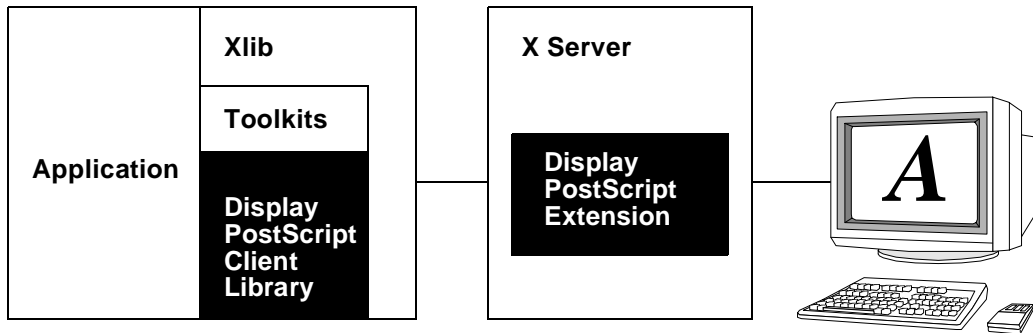 Application
Xlib
Toolkits
Display
PostScript
Client
Library
X Server
Display
PostScript
Extension
A